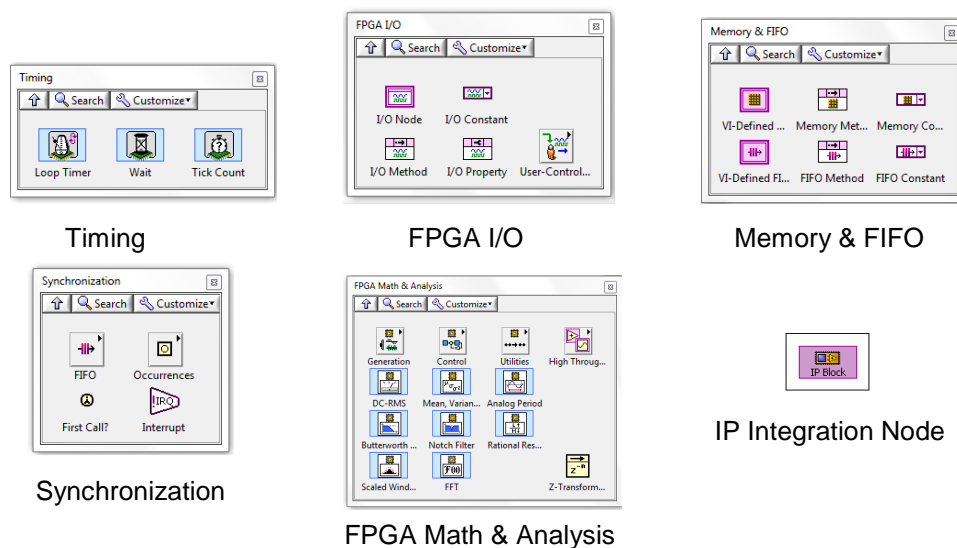 Timing
Search Customize
Loop Timer Wait Tick Count
Timing
FPGA I/O
Search Customize
I/O Node I/O Constant
I/O Method I/O Property User-Control...
FPGA I/O
Memory & FIFO
Search Customize
VI-Defined ... Memory Met... Memory Co...
VI-Defined FI... FIFO Method FIFO Constant
Memory & FIFO
Synchronization
Search Customize
FIFO Occurrences
IRQ
First Call? Interrupt
Synchronization
FPGA Math & Analysis
Search Customize
Generation Control Utilities High Throug...
DC-RMS Mean, Varian... Analog Period
Butterworth ... Notch Filter Rational Res...
z⁻ⁿ
Scaled Wind... FFT Z-Transform...
FPGA Math & Analysis
IP Block
IP Integration Node